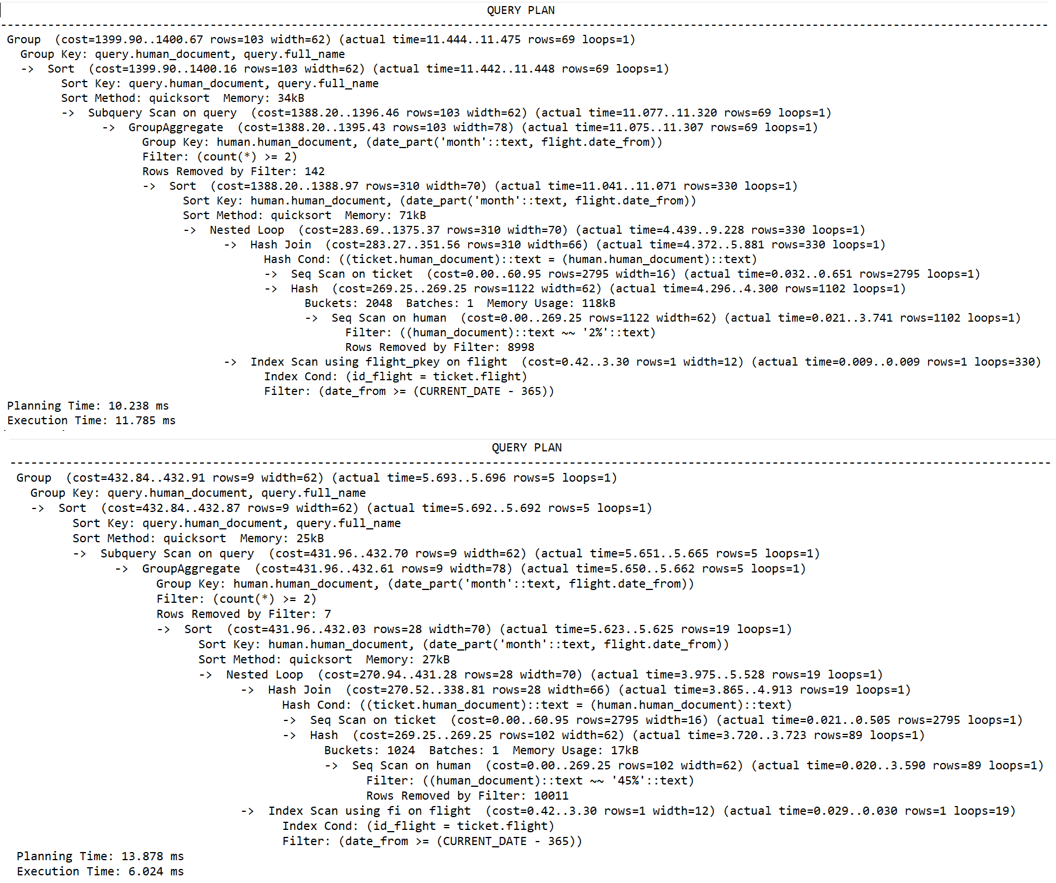 QUERY PLAN
--------------------------------------------------------------------------------
Group  (cost=1399.90..1400.67 rows=103 width=62) (actual time=11.444..11.475 rows=69 loops=1)
  Group Key: query.human_document, query.full_name
  ->  Sort  (cost=1399.90..1400.16 rows=103 width=62) (actual time=11.442..11.448 rows=69 loops=1)
        Sort Key: query.human_document, query.full_name
        Sort Method: quicksort  Memory: 34kB
        ->  Subquery Scan on query  (cost=1388.20..1396.46 rows=103 width=62) (actual time=11.077..11.320 rows=69 loops=1)
              ->  GroupAggregate  (cost=1388.20..1395.43 rows=103 width=78) (actual time=11.075..11.307 rows=69 loops=1)
                    Group Key: human.human_document, (date_part('month'::text, flight.date_from))
                    Filter: (count(*) >= 2)
                    Rows Removed by Filter: 142
                    ->  Sort  (cost=1388.20..1388.97 rows=310 width=70) (actual time=11.041..11.071 rows=330 loops=1)
                          Sort Key: human.human_document, (date_part('month'::text, flight.date_from))
                          Sort Method: quicksort  Memory: 71kB
                          ->  Nested Loop  (cost=283.69..1375.37 rows=310 width=70) (actual time=4.439..9.228 rows=330 loops=1)
                                ->  Hash Join  (cost=283.27..351.56 rows=310 width=66) (actual time=4.372..5.881 rows=330 loops=1)
                                      Hash Cond: ((ticket.human_document)::text = (human.human_document)::text)
                                      ->  Seq Scan on ticket  (cost=0.00..60.95 rows=2795 width=16) (actual time=0.032..0.651 rows=2795 loops=1)
                                      ->  Hash  (cost=269.25..269.25 rows=1122 width=62) (actual time=4.296..4.300 rows=1102 loops=1)
                                            Buckets: 2048  Batches: 1  Memory Usage: 118kB
                                            ->  Seq Scan on human  (cost=0.00..269.25 rows=1122 width=62) (actual time=0.021..3.741 rows=1102 loops=1)
                                                  Filter: ((human_document)::text ~~ '2%'::text)
                                                  Rows Removed by Filter: 8998
                                ->  Index Scan using flight_pkey on flight  (cost=0.42..3.30 rows=1 width=12) (actual time=0.009..0.009 rows=1 loops=330)
                                      Index Cond: (id_flight = ticket.flight)
                                      Filter: (date_from >= (CURRENT_DATE - 365))
Planning Time: 10.238 ms
Execution Time: 11.785 ms
QUERY PLAN
--------------------------------------------------------------------------------
Group  (cost=432.84..432.91 rows=9 width=62) (actual time=5.693..5.696 rows=5 loops=1)
  Group Key: query.human_document, query.full_name
  ->  Sort  (cost=432.84..432.87 rows=9 width=62) (actual time=5.692..5.692 rows=5 loops=1)
        Sort Key: query.human_document, query.full_name
        Sort Method: quicksort  Memory: 25kB
        ->  Subquery Scan on query  (cost=431.96..432.70 rows=9 width=62) (actual time=5.651..5.665 rows=5 loops=1)
              ->  GroupAggregate  (cost=431.96..432.61 rows=9 width=78) (actual time=5.650..5.662 rows=5 loops=1)
                    Group Key: human.human_document, (date_part('month'::text, flight.date_from))
                    Filter: (count(*) >= 2)
                    Rows Removed by Filter: 7
                    ->  Sort  (cost=431.96..432.03 rows=28 width=70) (actual time=5.623..5.625 rows=19 loops=1)
                          Sort Key: human.human_document, (date_part('month'::text, flight.date_from))
                          Sort Method: quicksort  Memory: 27kB
                          ->  Nested Loop  (cost=270.94..431.28 rows=28 width=70) (actual time=3.975..5.528 rows=19 loops=1)
                                ->  Hash Join  (cost=270.52..338.81 rows=28 width=66) (actual time=3.865..4.913 rows=19 loops=1)
                                      Hash Cond: ((ticket.human_document)::text = (human.human_document)::text)
                                      ->  Seq Scan on ticket  (cost=0.00..60.95 rows=2795 width=16) (actual time=0.021..0.505 rows=2795 loops=1)
                                      ->  Hash  (cost=269.25..269.25 rows=102 width=62) (actual time=3.720..3.723 rows=89 loops=1)
                                            Buckets: 1024  Batches: 1  Memory Usage: 17kB
                                            ->  Seq Scan on human  (cost=0.00..269.25 rows=102 width=62) (actual time=0.020..3.590 rows=89 loops=1)
                                                  Filter: ((human_document)::text ~~ '45%'::text)
                                                  Rows Removed by Filter: 10011
                                ->  Index Scan using fi on flight  (cost=0.42..3.30 rows=1 width=12) (actual time=0.029..0.030 rows=1 loops=19)
                                      Index Cond: (id_flight = ticket.flight)
                                      Filter: (date_from >= (CURRENT_DATE - 365))
Planning Time: 13.878 ms
Execution Time: 6.024 ms